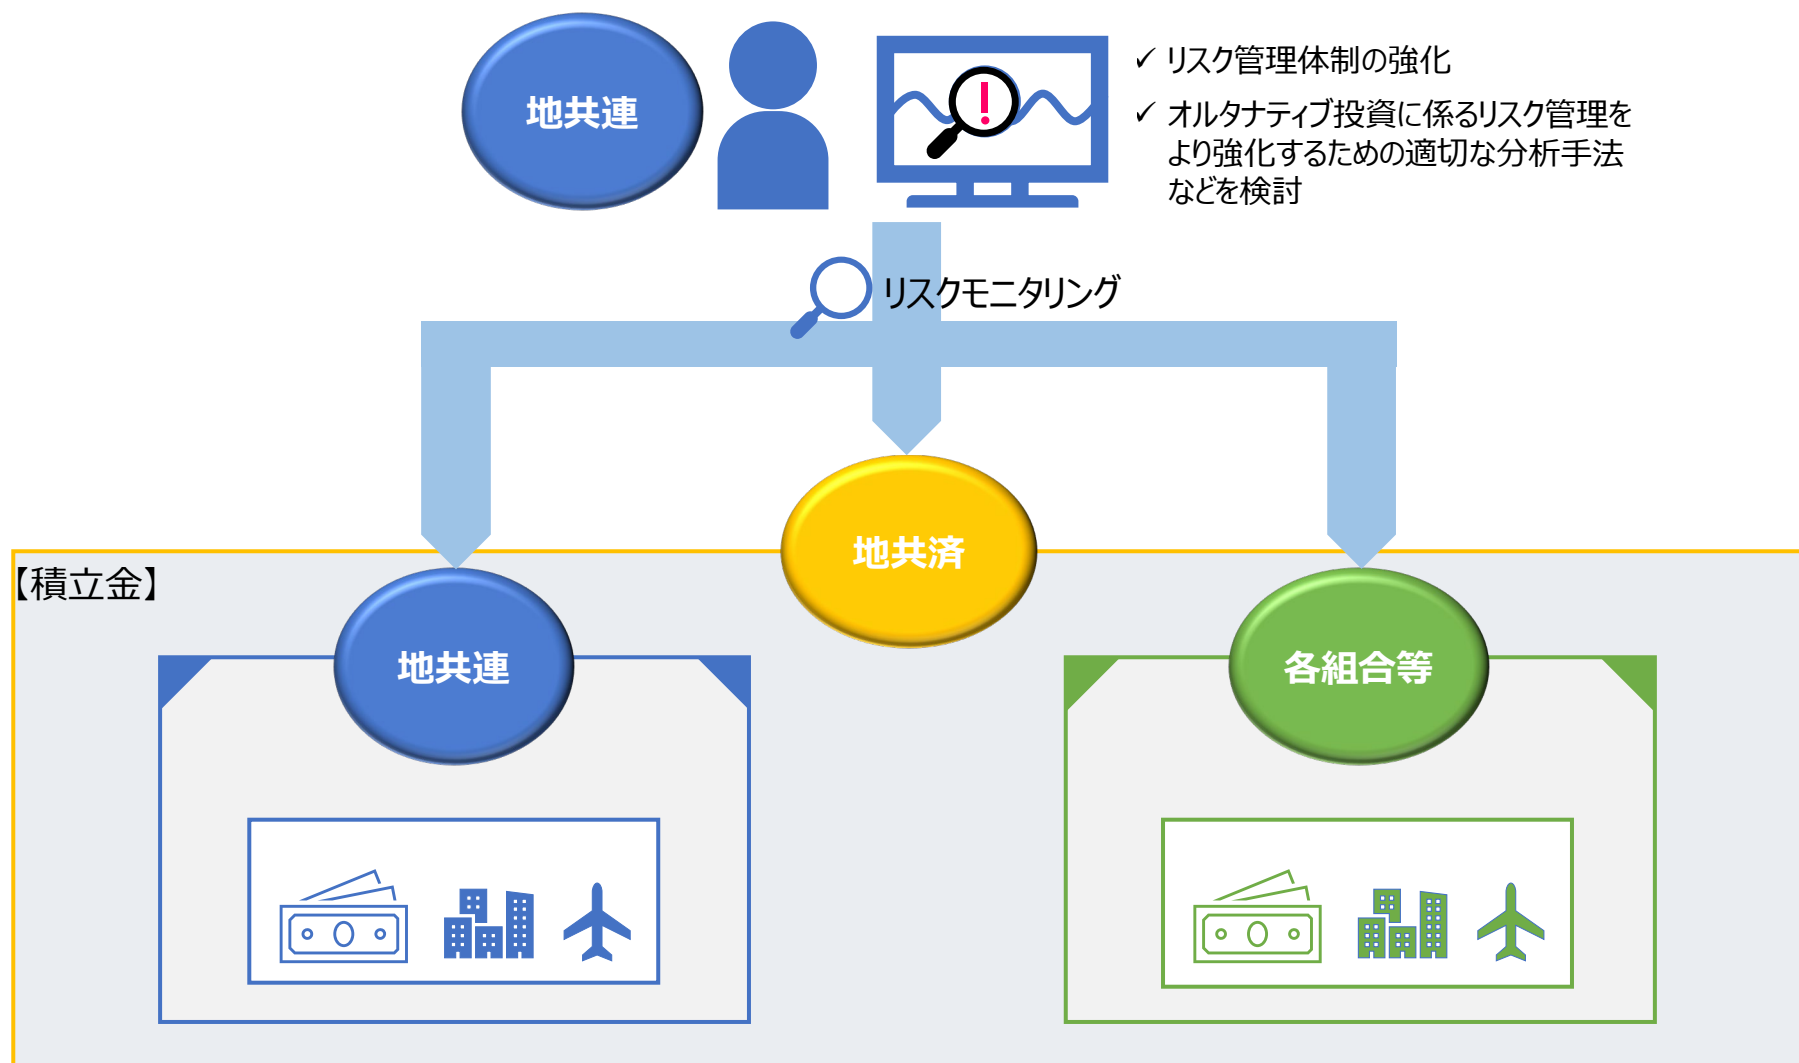 地共連
✓ リスク管理体制の強化
✓ オルタナティブ投資に係るリスク管理を
より強化するための適切な分析手法
などを検討
リスクモニタリング
地共済
【積立金】
地共連
各組合等